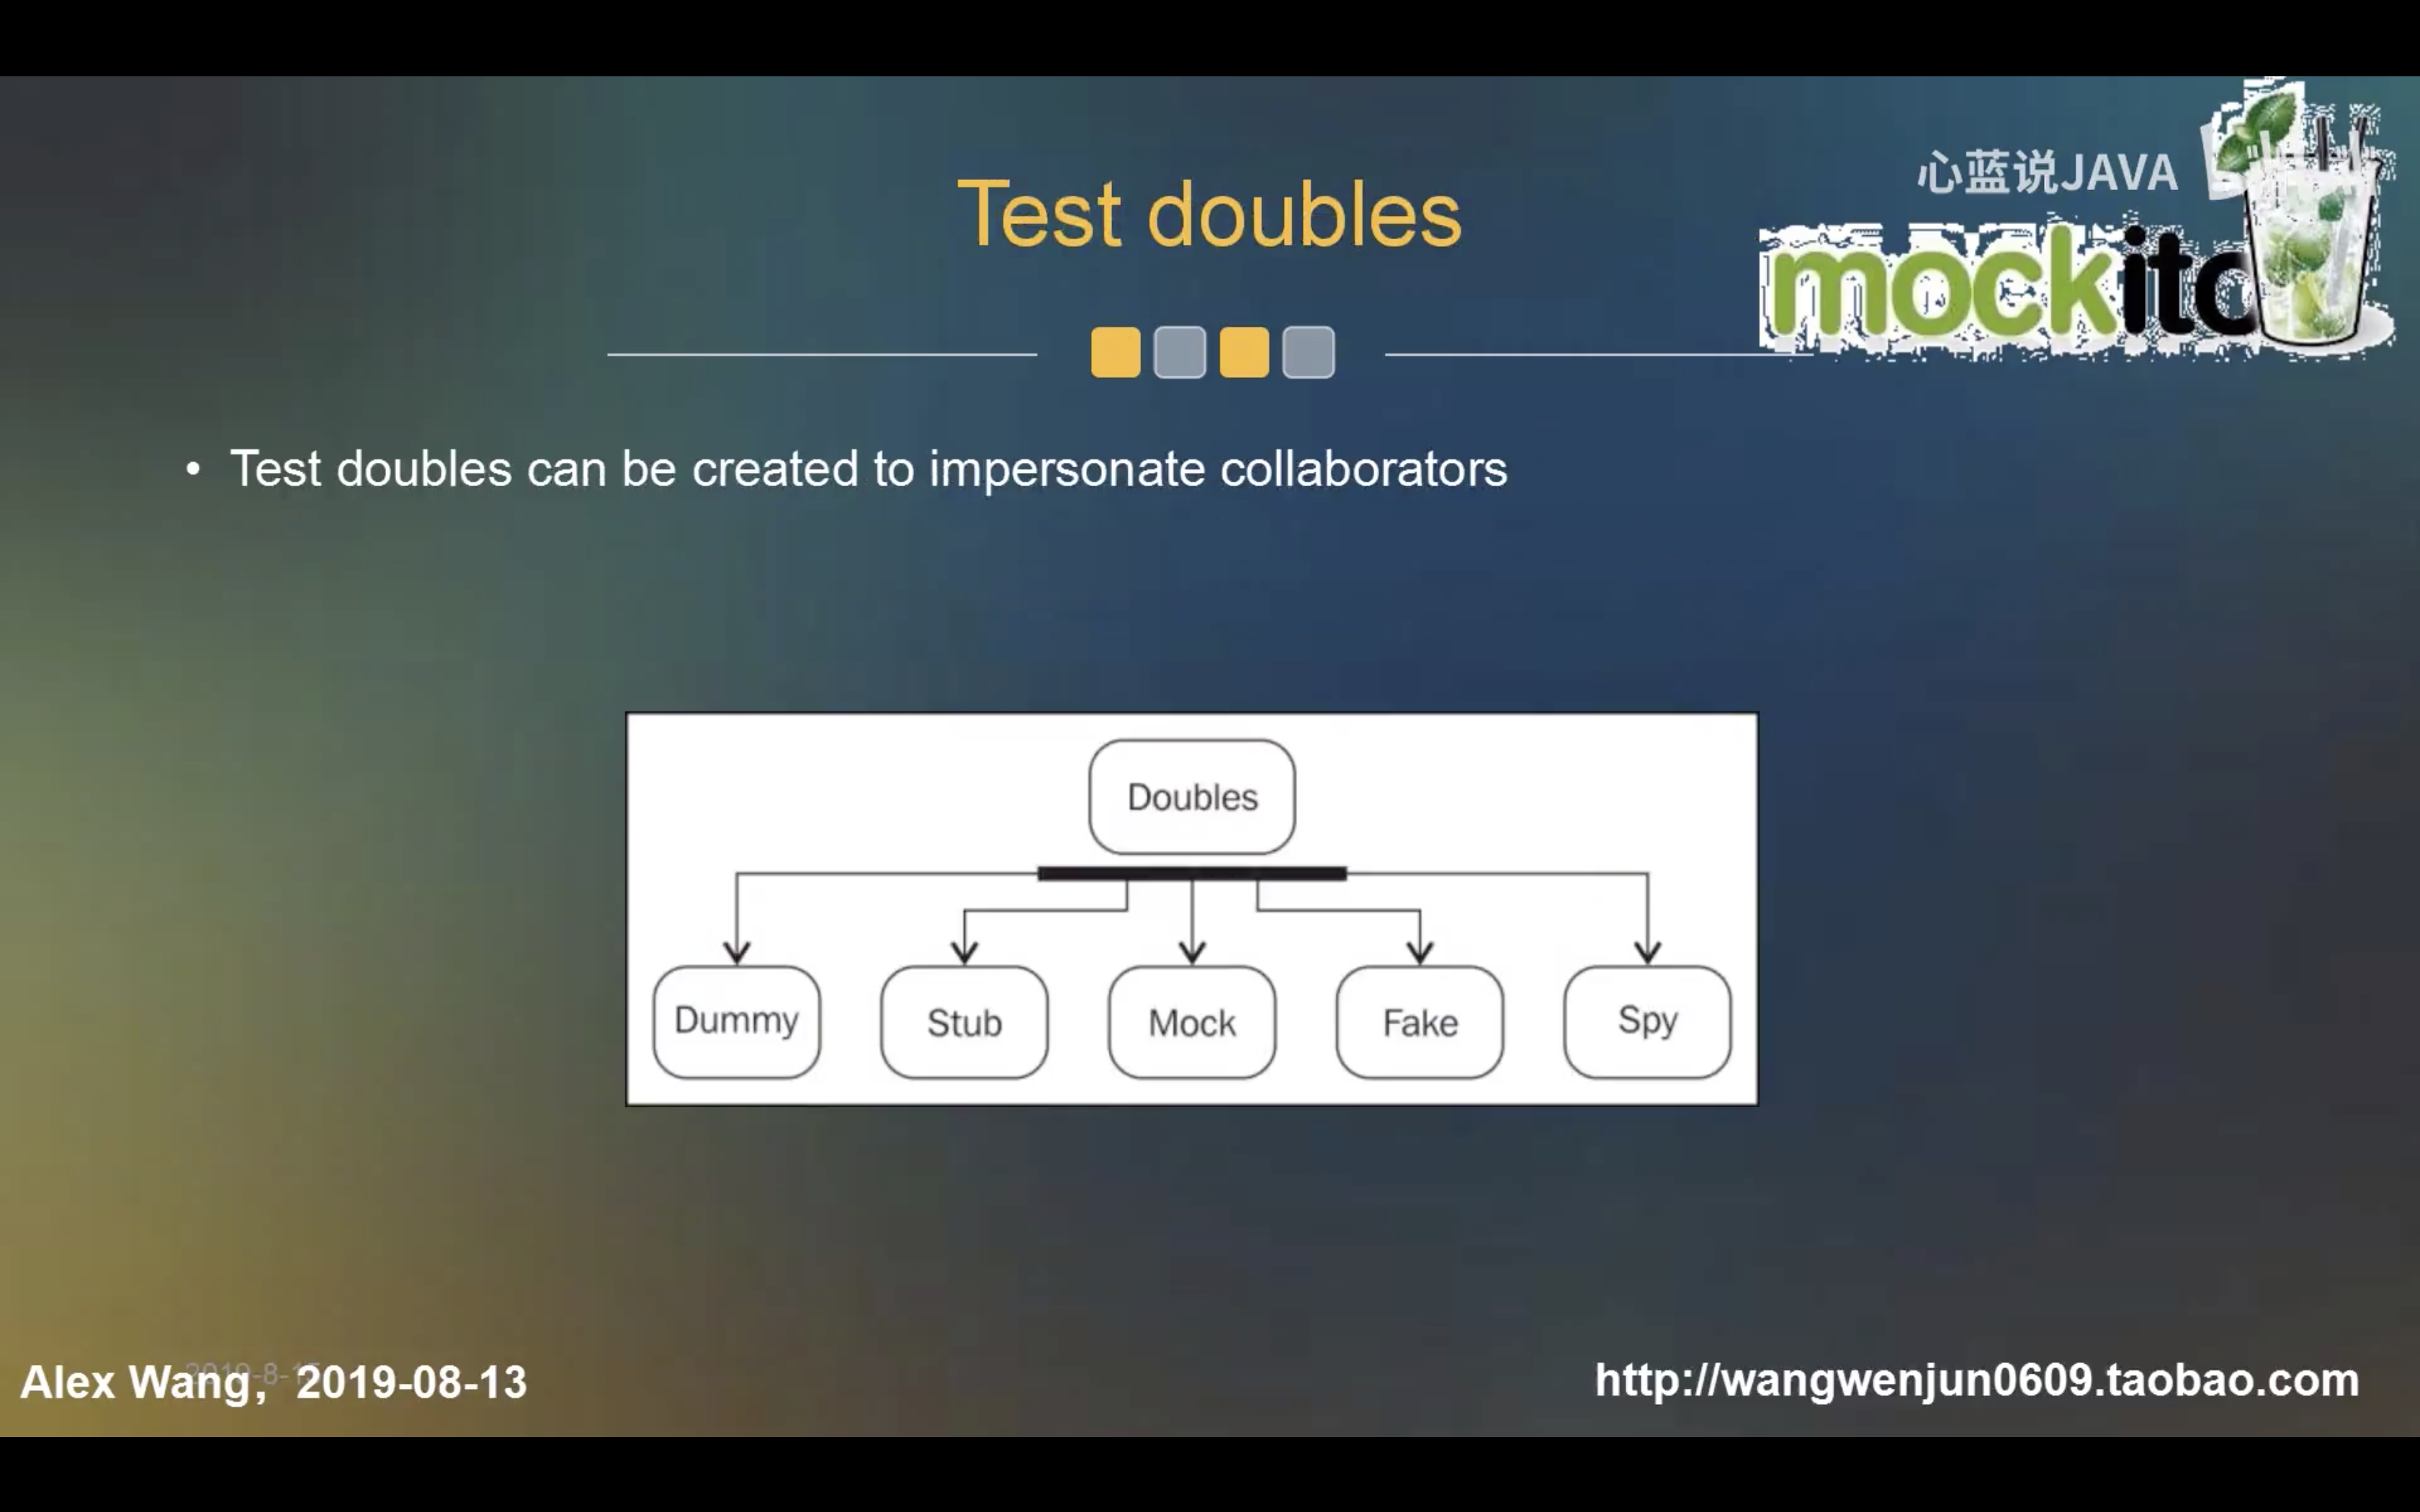 心蓝说JAVA
Test doubles
mockito
• Test doubles can be created to impersonate collaborators
Doubles
Dummy Stub Mock Fake Spy
Alex Wang, 2019-08-13
http://wangwenjun0609.taobao.com